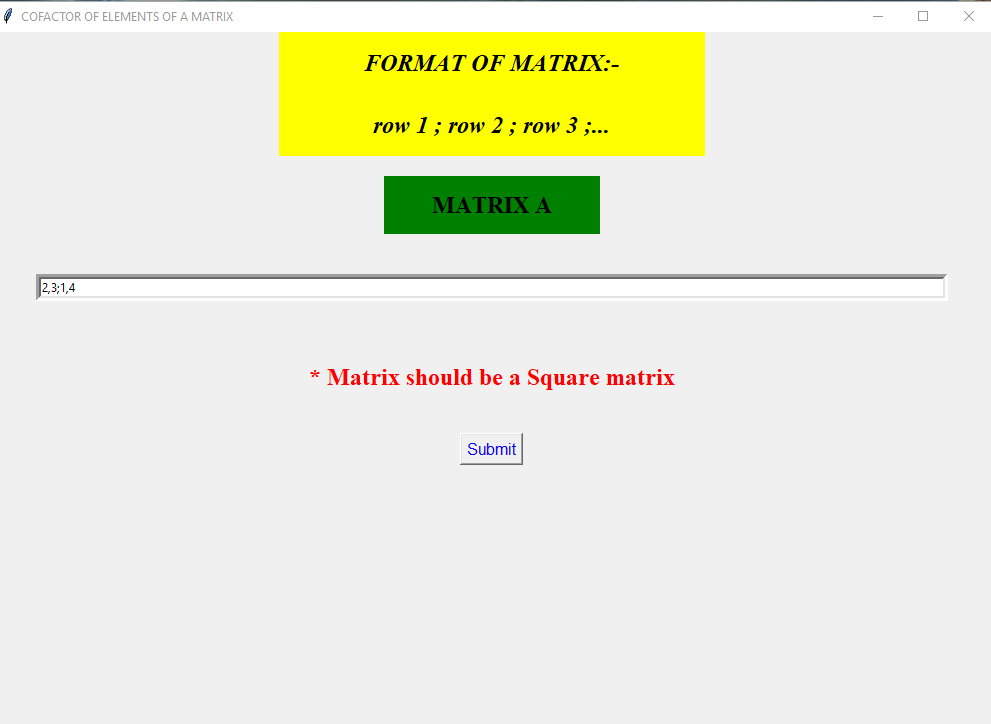 COFACTOR OF ELEMENTS OF A MATRIX
FORMAT OF MATRIX:-
row 1 ; row 2 ; row 3 ;...
MATRIX A
2,3;1,4
* Matrix should be a Square matrix
Submit